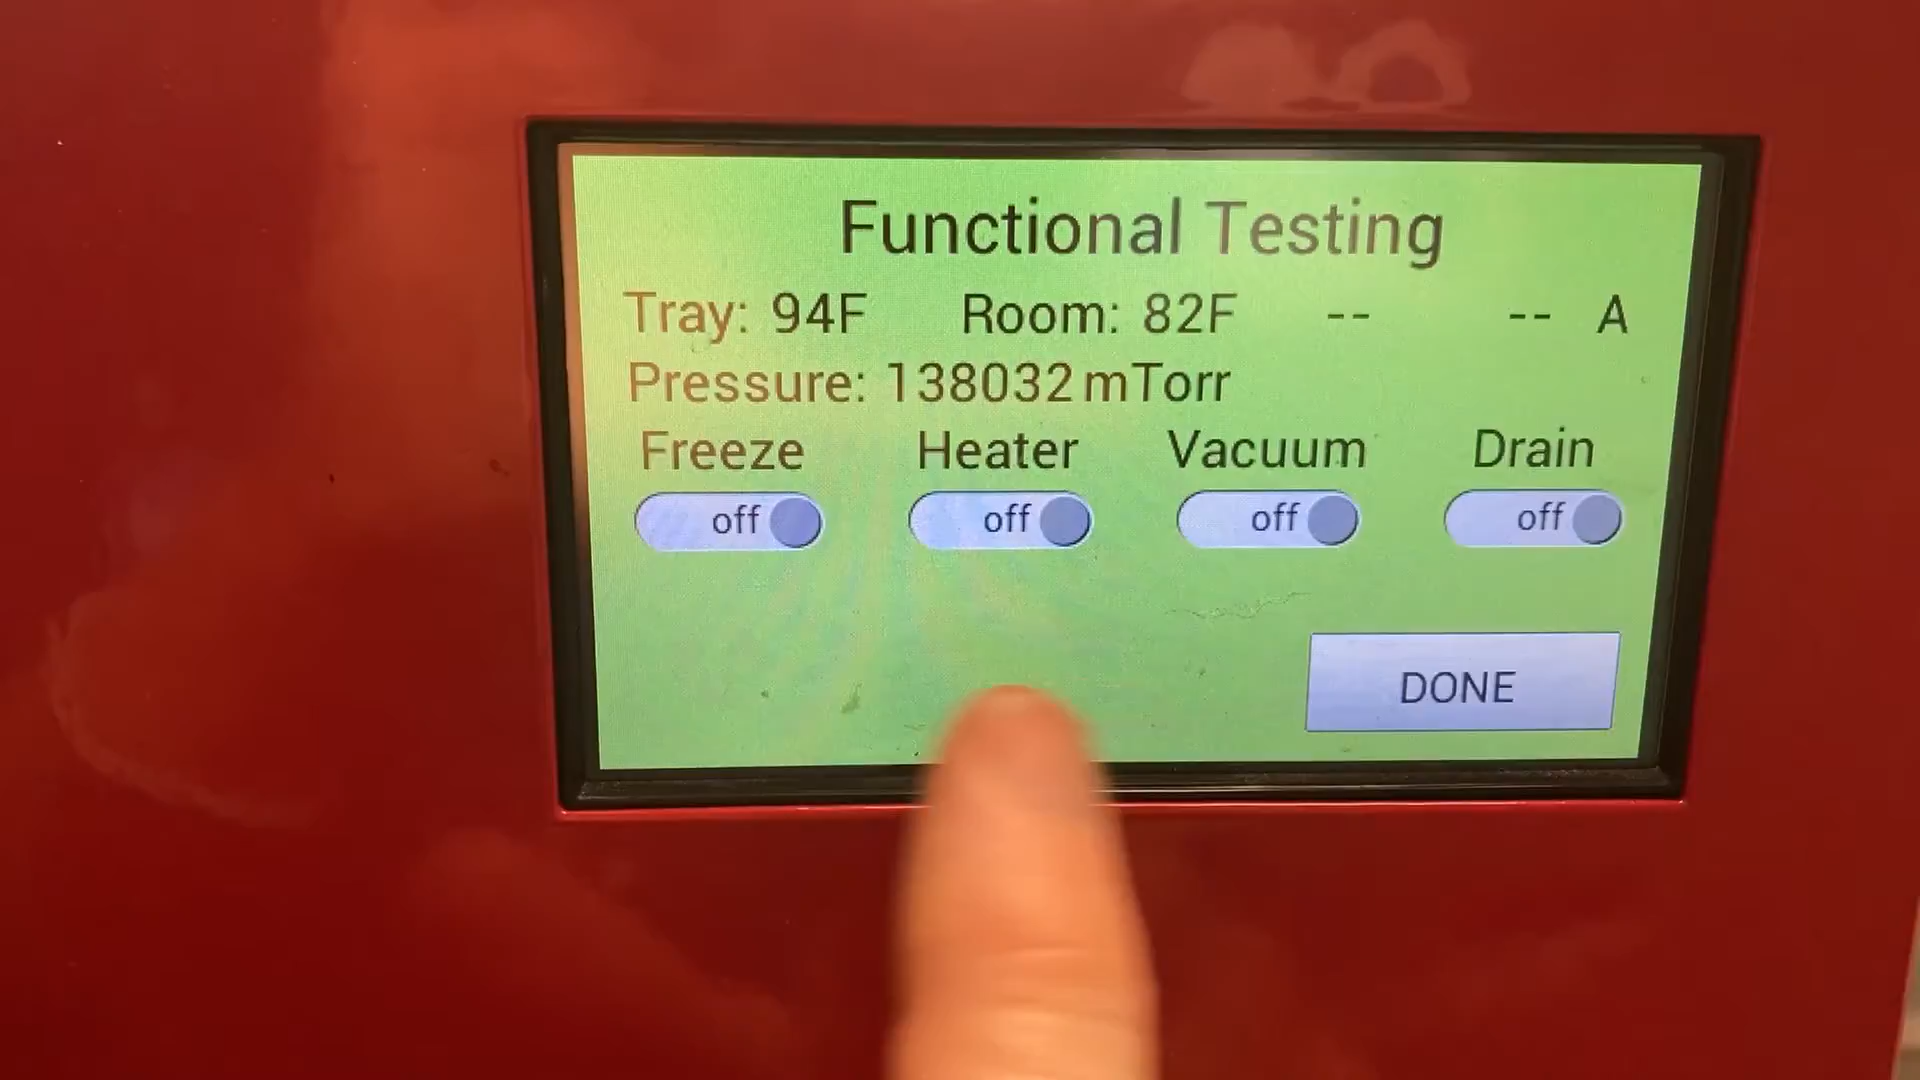 Functional Testing
Tray: 94F Room: 82F -- -- A
Pressure: 138032 mTorr
Freeze Heater Vacuum Drain
off off off off
DONE